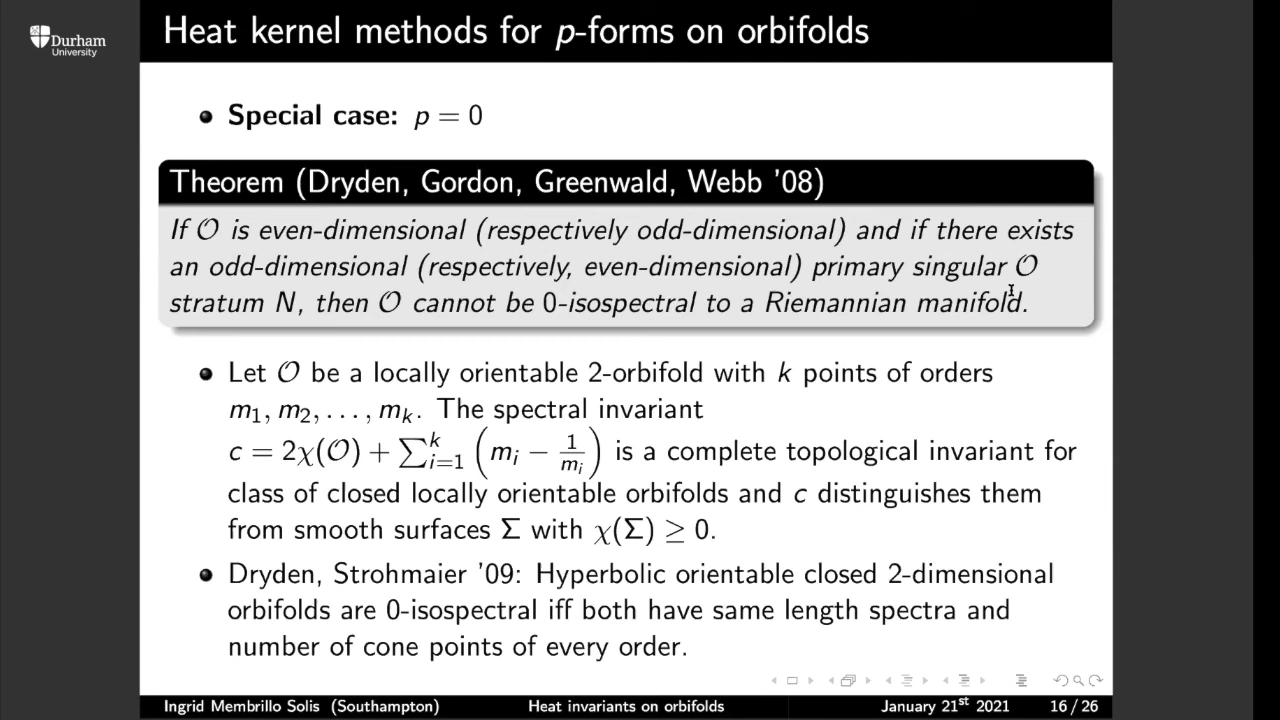 Durham
University
Heat kernel methods for p-forms on orbifolds
• Special case: p = 0
Theorem (Dryden, Gordon, Greenwald, Webb '08)
If 𝒪 is even-dimensional (respectively odd-dimensional) and if there exists
an odd-dimensional (respectively, even-dimensional) primary singular 𝒪
stratum N, then 𝒪 cannot be 0-isospectral to a Riemannian manifold.
• Let 𝒪 be a locally orientable 2-orbifold with k points of orders
m₁, m₂, . . . , mₖ. The spectral invariant
c = 2χ(𝒪) + ∑ᵏᵢ₌₁ (mᵢ − 1/mᵢ) is a complete topological invariant for
class of closed locally orientable orbifolds and c distinguishes them
from smooth surfaces Σ with χ(Σ) ≥ 0.
• Dryden, Strohmaier '09: Hyperbolic orientable closed 2-dimensional
orbifolds are 0-isospectral iff both have same length spectra and
number of cone points of every order.
Ingrid Membrillo Solis (Southampton) Heat invariants on orbifolds January 21ˢᵗ 2021 16 / 26